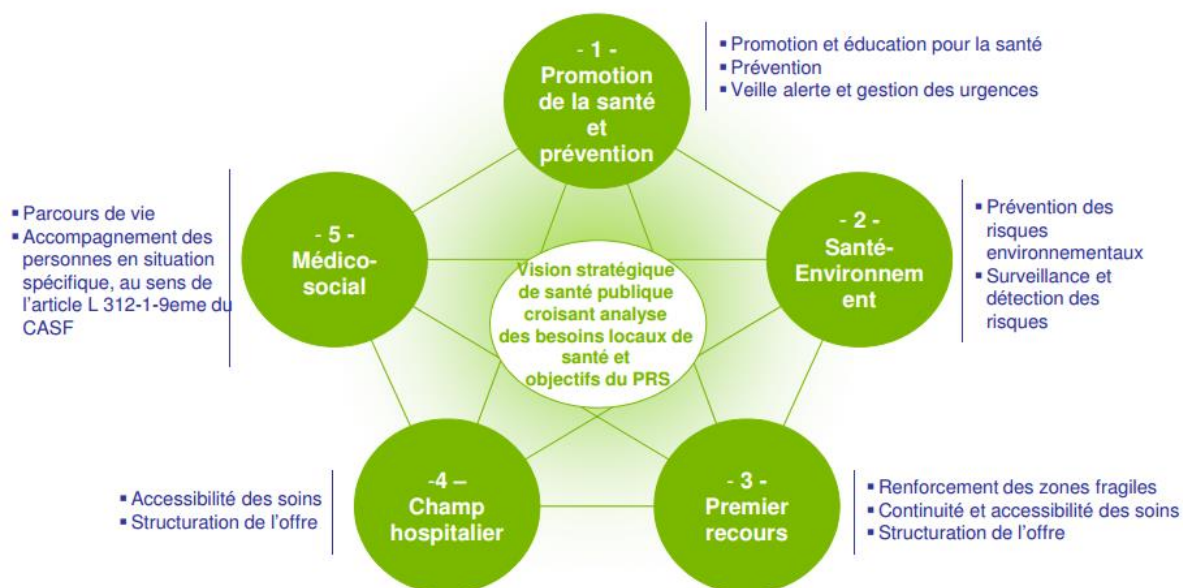 - 1 -
Promotion
de la santé
et
prévention
▪ Promotion et éducation pour la santé
▪ Prévention
▪ Veille alerte et gestion des urgences
- 2 -
Santé-
Environnem
ent
▪ Prévention des
risques
environnementaux
▪ Surveillance et
détection des
risques
- 3 -
Premier
recours
▪ Renforcement des zones fragiles
▪ Continuité et accessibilité des soins
▪ Structuration de l'offre
-4 –
Champ
hospitalier
▪ Accessibilité des soins
▪ Structuration de l'offre
- 5 -
Médico-
social
▪ Parcours de vie
▪ Accompagnement des
personnes en situation
spécifique, au sens de
l'article L 312-1-9eme du
CASF
Vision stratégique
de santé publique
croisant analyse
des besoins locaux de
santé et
objectifs du PRS